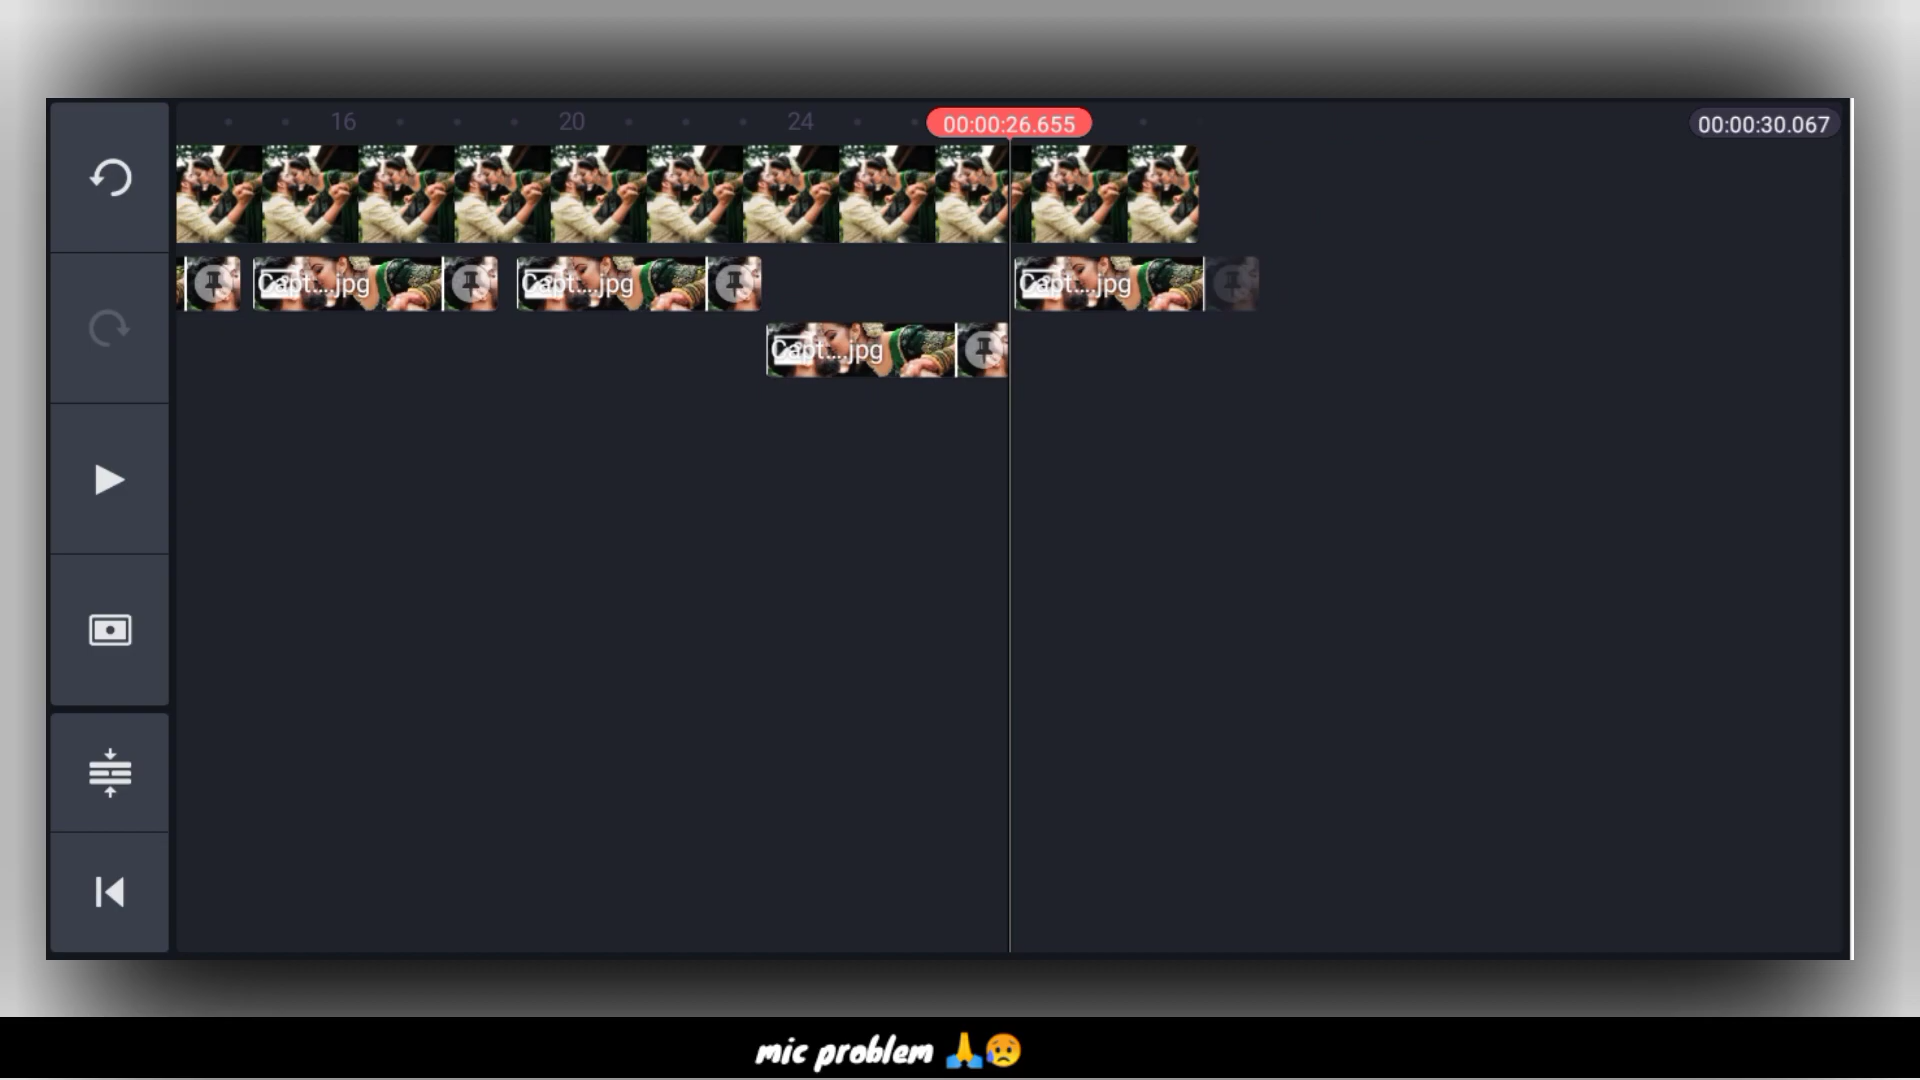 16 20 24 00:00:26.655 00:00:30.067
Capt....jpg Capt....jpg Capt....jpg
Capt....jpg
mic problem 🙏😥